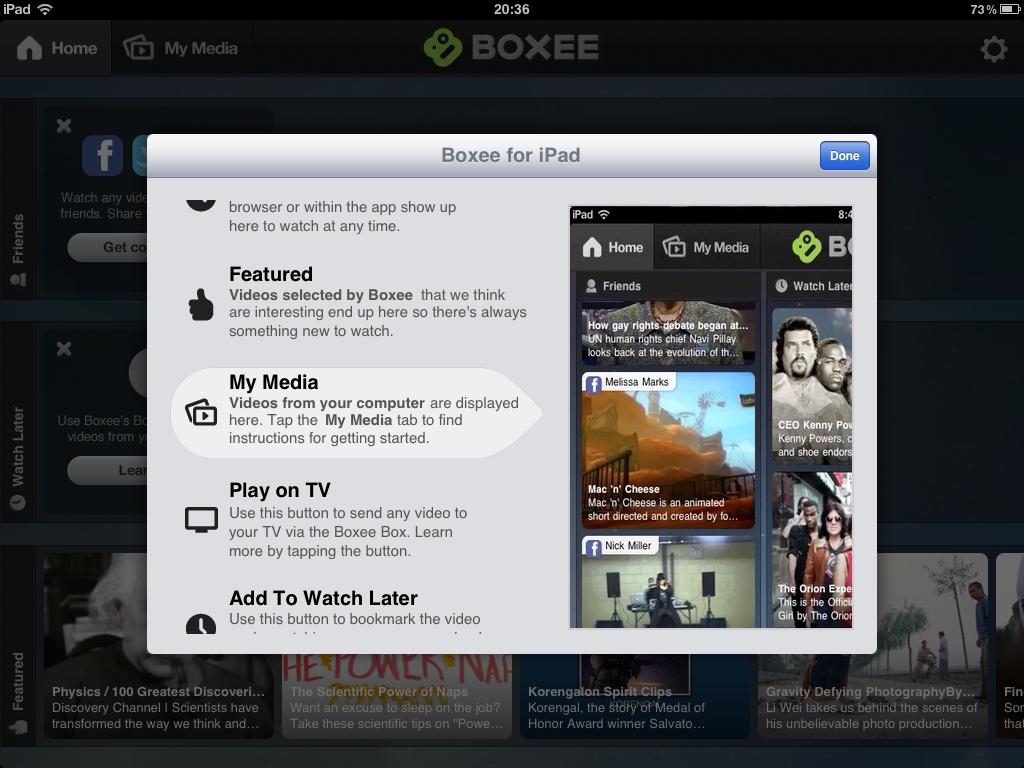 iPad 20:36 73%
Home My Media BOXEE
Friends
Watch any vide
friends. Share
Get co
Watch Later
Use Boxee's Bo
videos from yo
Lear
Boxee for iPad Done
browser or within the app show up
here to watch at any time.
Featured
Videos selected by Boxee that we think
are interesting end up here so there's always
something new to watch.
My Media
Videos from your computer are displayed
here. Tap the My Media tab to find
instructions for getting started.
Play on TV
Use this button to send any video to
your TV via the Boxee Box. Learn
more by tapping the button.
Add To Watch Later
Use this button to bookmark the video
iPad 8:4
Home My Media BO
Friends Watch Later
How gay rights debate began at...
UN human rights chief Navi Pillay
looks back at the evolution of th...
Melissa Marks
Mac 'n' Cheese
Mac 'n' Cheese is an animated
short directed and created by fo...
Nick Miller
CEO Kenny Pow
Kenny Powers, c
and shoe endors
The Orion Expe
This is the Offici
Girl by The Orion
Featured
Physics / 100 Greatest Discoveri...
Discovery Channel | Scientists have
transformed the way we think and...
HE POWER NAP
The Scientific Power of Naps
Want an excuse to sleep on the job?
Take these scientific tips on "Powe...
Korengalon Spirit Clips
Korengal, the story of Medal of
Honor Award winner Salvato...
Gravity Defying PhotographyBy...
Li Wei takes us behind the scenes of
his unbelievable photo production...
Fin
Sor
that